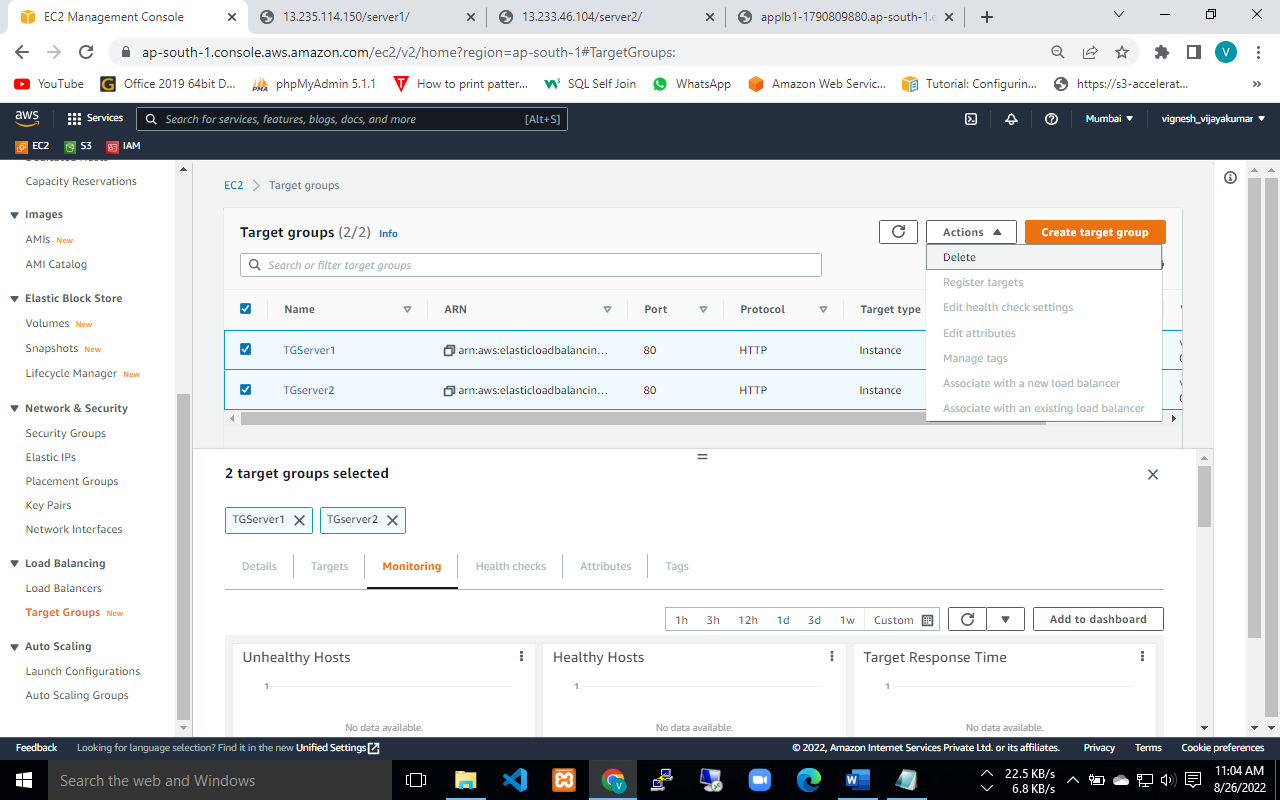 EC2 Management Console
13.235.114.150/server1/
13.233.46.104/server2/
applb1-1790809880.ap-south-1.e
ap-south-1.console.aws.amazon.com/ec2/v2/home?region=ap-south-1#TargetGroups:
V
YouTube
Office 2019 64bit D...
phpMyAdmin 5.1.1
How to print patter...
SQL Self Join
WhatsApp
Amazon Web Servic...
Tutorial: Configurin...
https://s3-accelerat...
aws
Services
Search for services, features, blogs, docs, and more
[Alt+S]
Mumbai
vignesh_vijayakumar
EC2
S3
IAM
Dedicated Hosts
Capacity Reservations
Images
AMIs New
AMI Catalog
Elastic Block Store
Volumes New
Snapshots New
Lifecycle Manager New
Network & Security
Security Groups
Elastic IPs
Placement Groups
Key Pairs
Network Interfaces
Load Balancing
Load Balancers
Target Groups New
Auto Scaling
Launch Configurations
Auto Scaling Groups
EC2 > Target groups
Target groups (2/2) Info
Actions
Create target group
Search or filter target groups
Delete
Register targets
Edit health check settings
Edit attributes
Manage tags
Associate with a new load balancer
Associate with an existing load balancer
Name
ARN
Port
Protocol
Target type
TGServer1
arn:aws:elasticloadbalancin...
80
HTTP
Instance
TGserver2
arn:aws:elasticloadbalancin...
80
HTTP
Instance
2 target groups selected
TGServer1
TGserver2
Details
Targets
Monitoring
Health checks
Attributes
Tags
1h
3h
12h
1d
3d
1w
Custom
Add to dashboard
Unhealthy Hosts
1
No data available.
Healthy Hosts
1
No data available.
Target Response Time
1
No data available.
Feedback
Looking for language selection? Find it in the new Unified Settings
© 2022, Amazon Internet Services Private Ltd. or its affiliates.
Privacy
Terms
Cookie preferences
Search the web and Windows
22.5 KB/s
6.8 KB/s
11:04 AM
8/26/2022